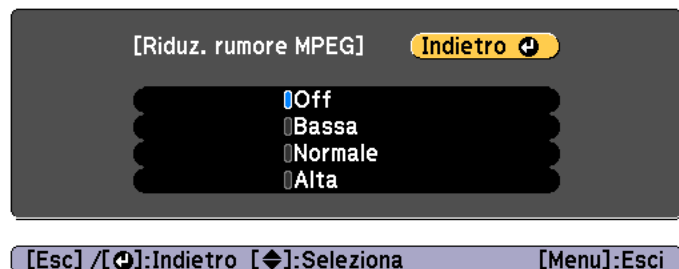 [Riduz. rumore MPEG] Indietro
Off
Bassa
Normale
Alta
[Esc] /[⏎]:Indietro [◆]:Seleziona [Menu]:Esci